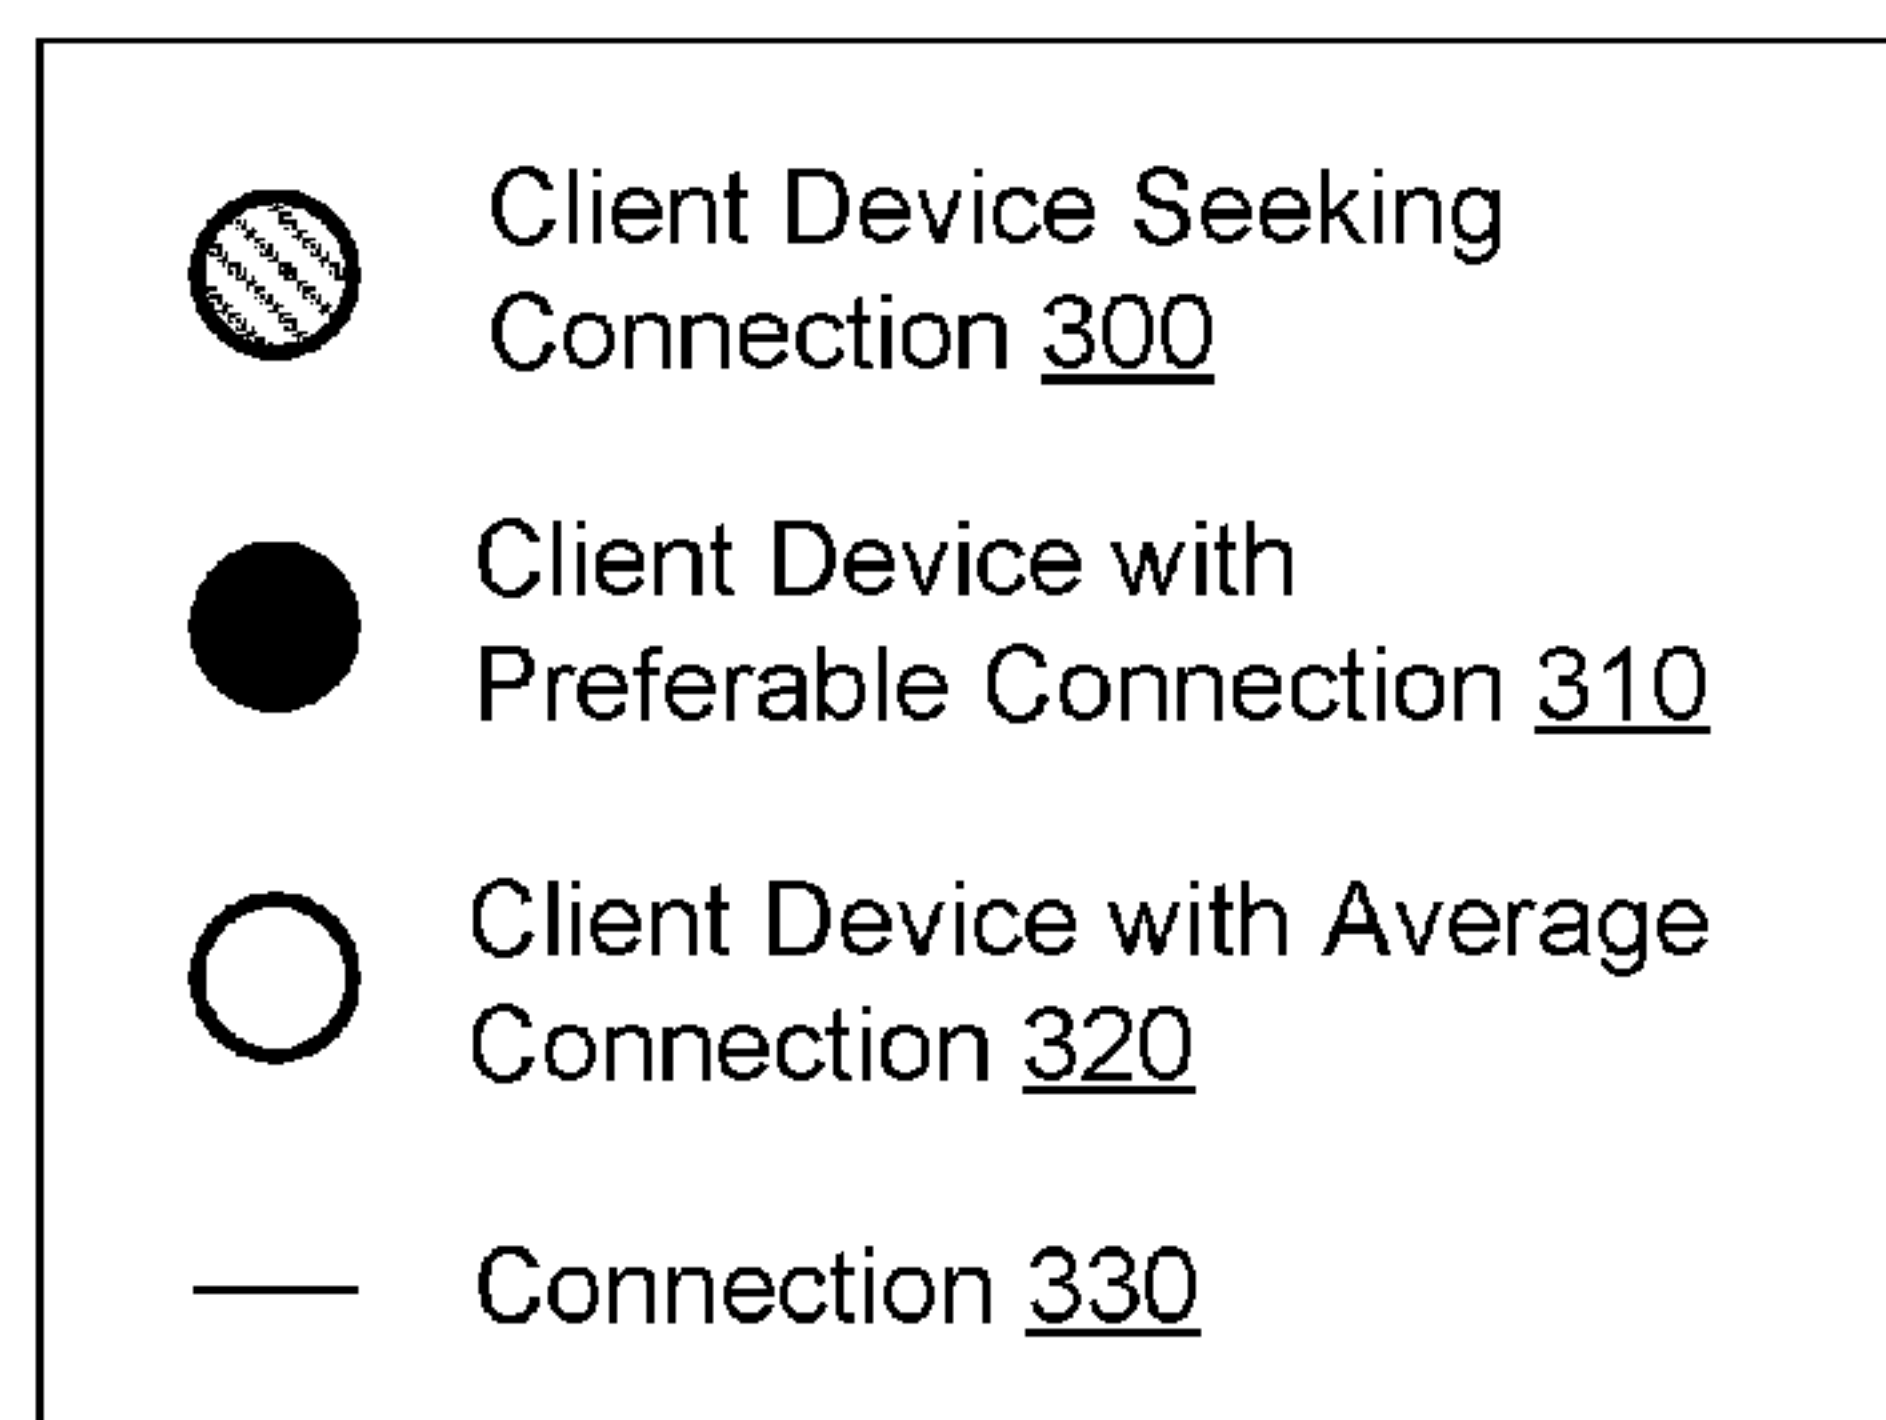 Client Device Seeking
Connection 300
Client Device with
Preferable Connection 310
Client Device with Average
Connection 320
Connection 330